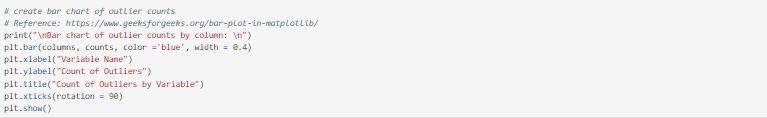 # create bar chart of outlier counts
# Reference: https://www.geeksforgeeks.org/bar-plot-in-matplotlib/
print("\nBar chart of outlier counts by column: \n")
plt.bar(columns, counts, color ='blue', width = 0.4)
plt.xlabel("Variable Name")
plt.ylabel("Count of Outliers")
plt.title("Count of Outliers by Variable")
plt.xticks(rotation = 90)
plt.show()